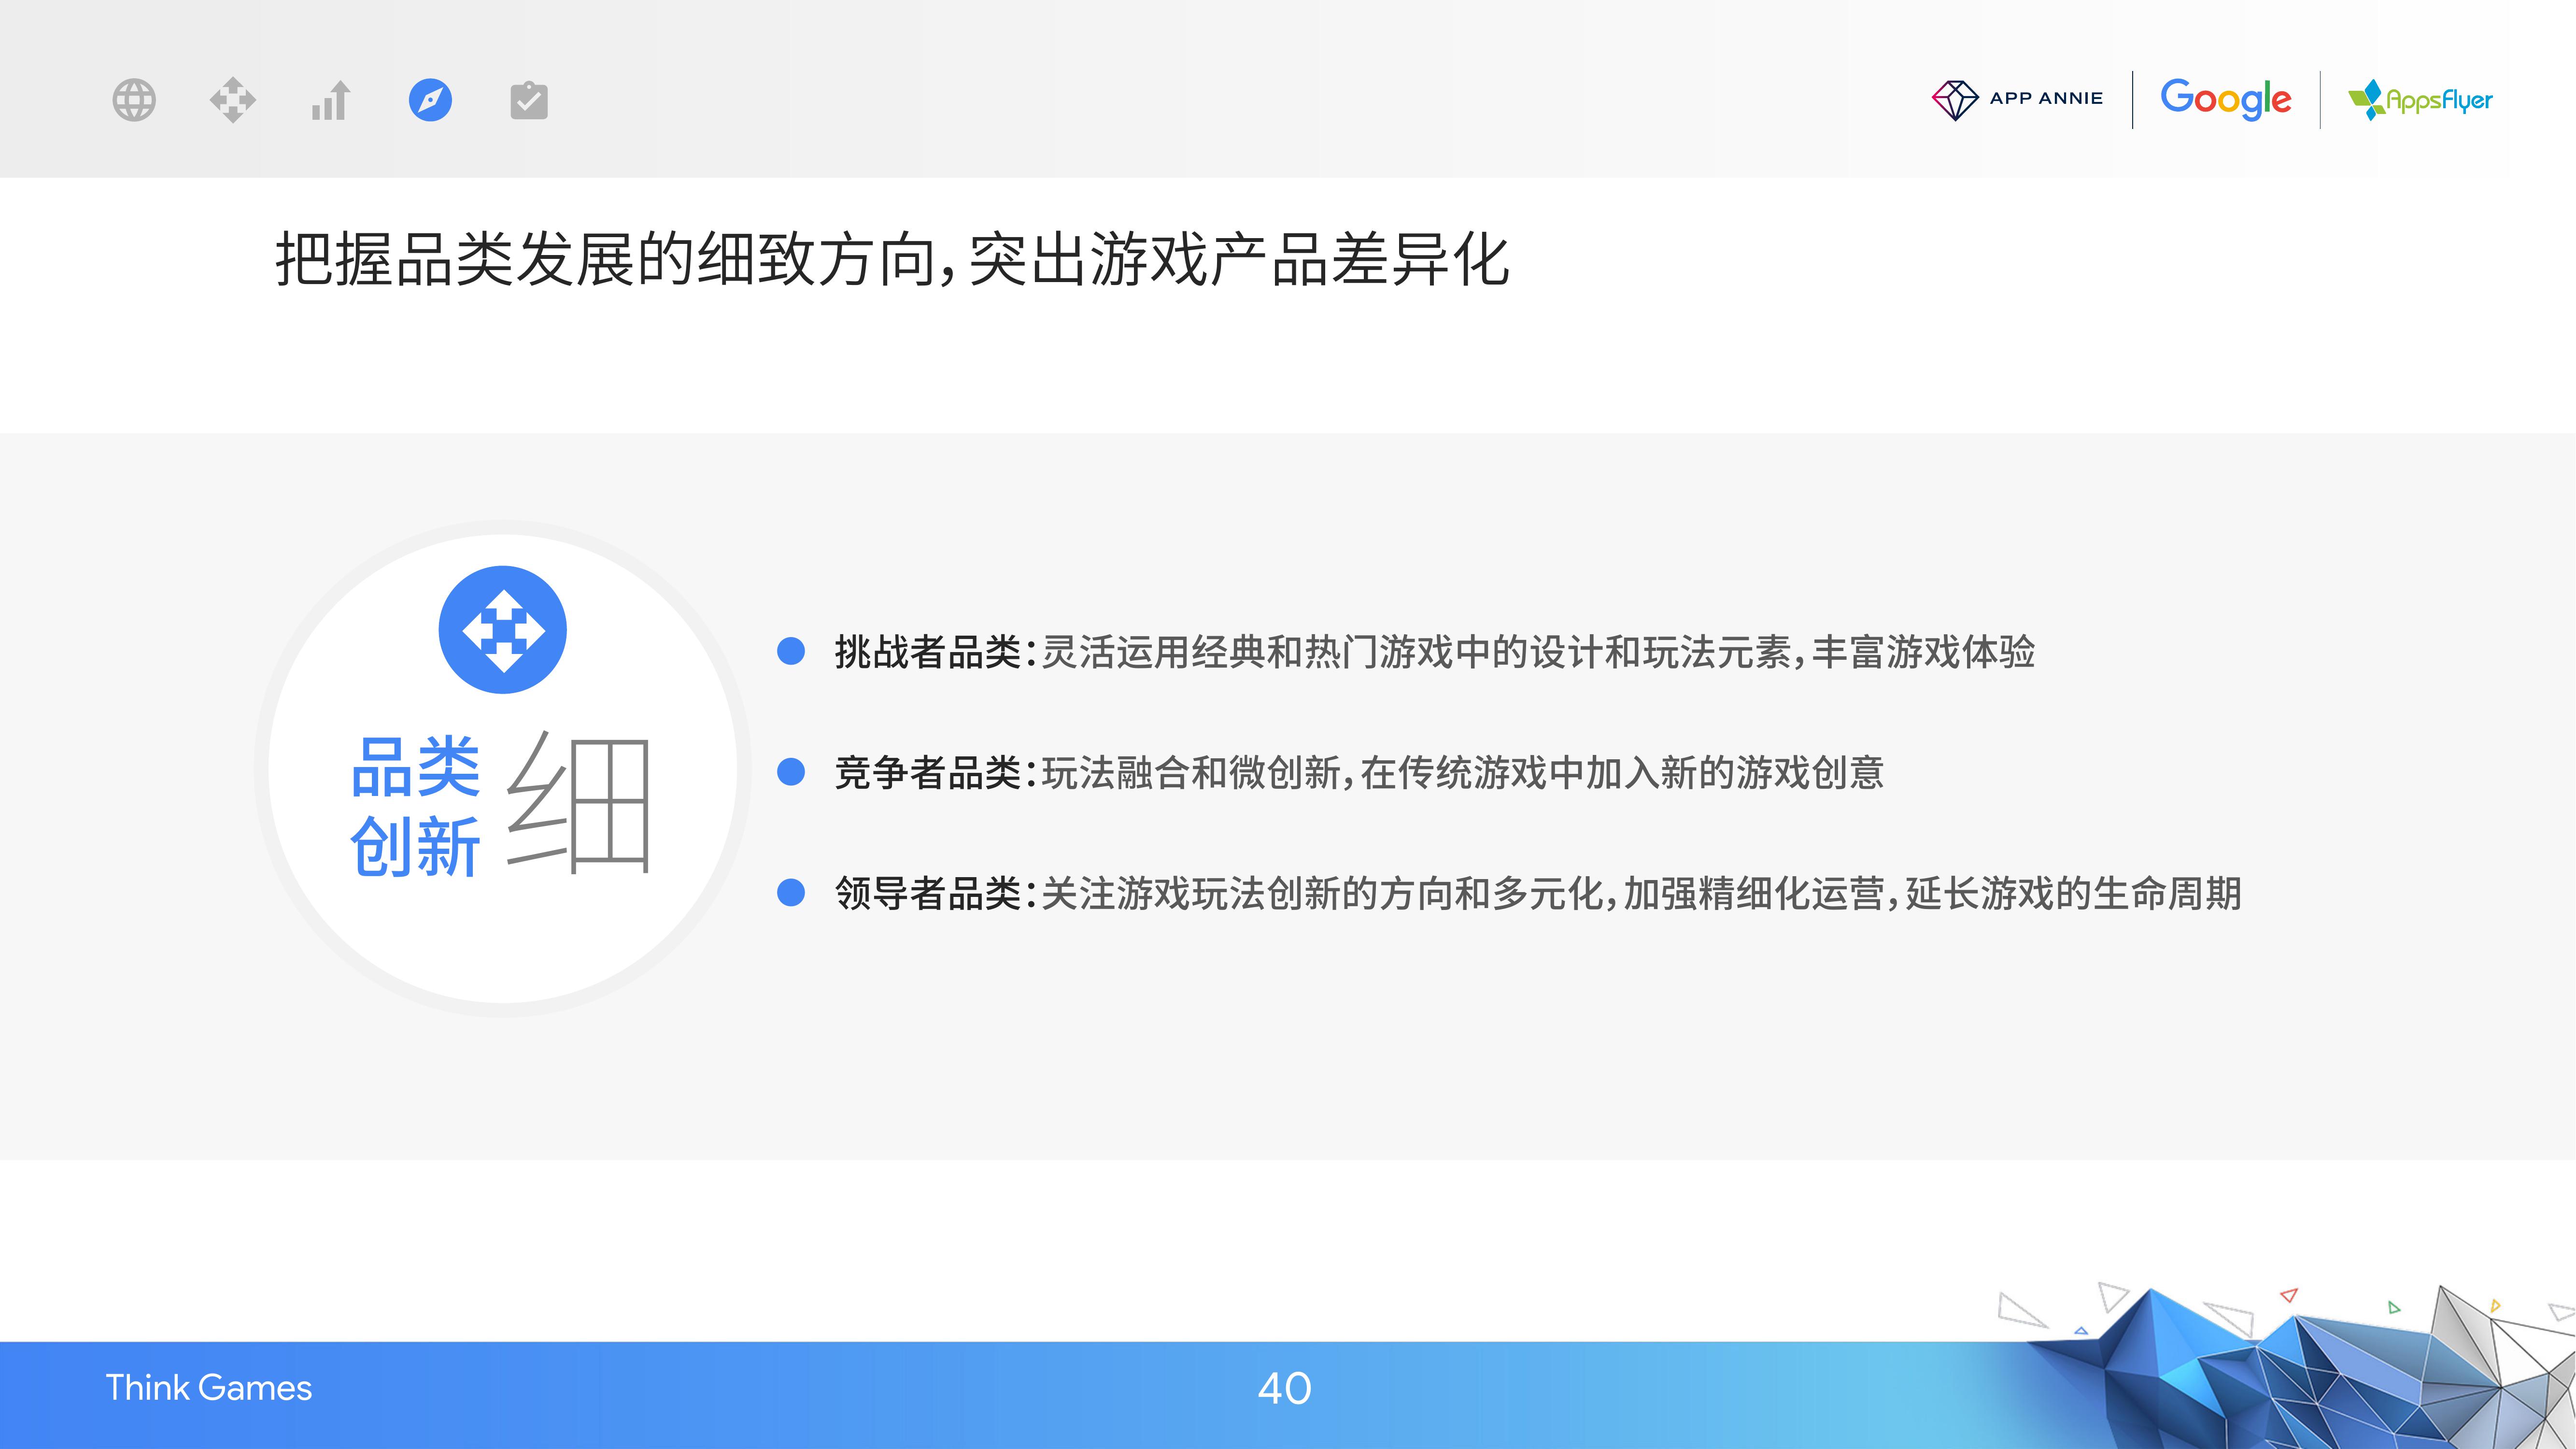 APP ANNIE
Google
AppsFlyer
把握品类发展的细致方向，突出游戏产品差异化
品类
创新
细
挑战者品类：灵活运用经典和热门游戏中的设计和玩法元素，丰富游戏体验
竞争者品类：玩法融合和微创新，在传统游戏中加入新的游戏创意
领导者品类：关注游戏玩法创新的方向和多元化，加强精细化运营，延长游戏的生命周期
Think Games
40